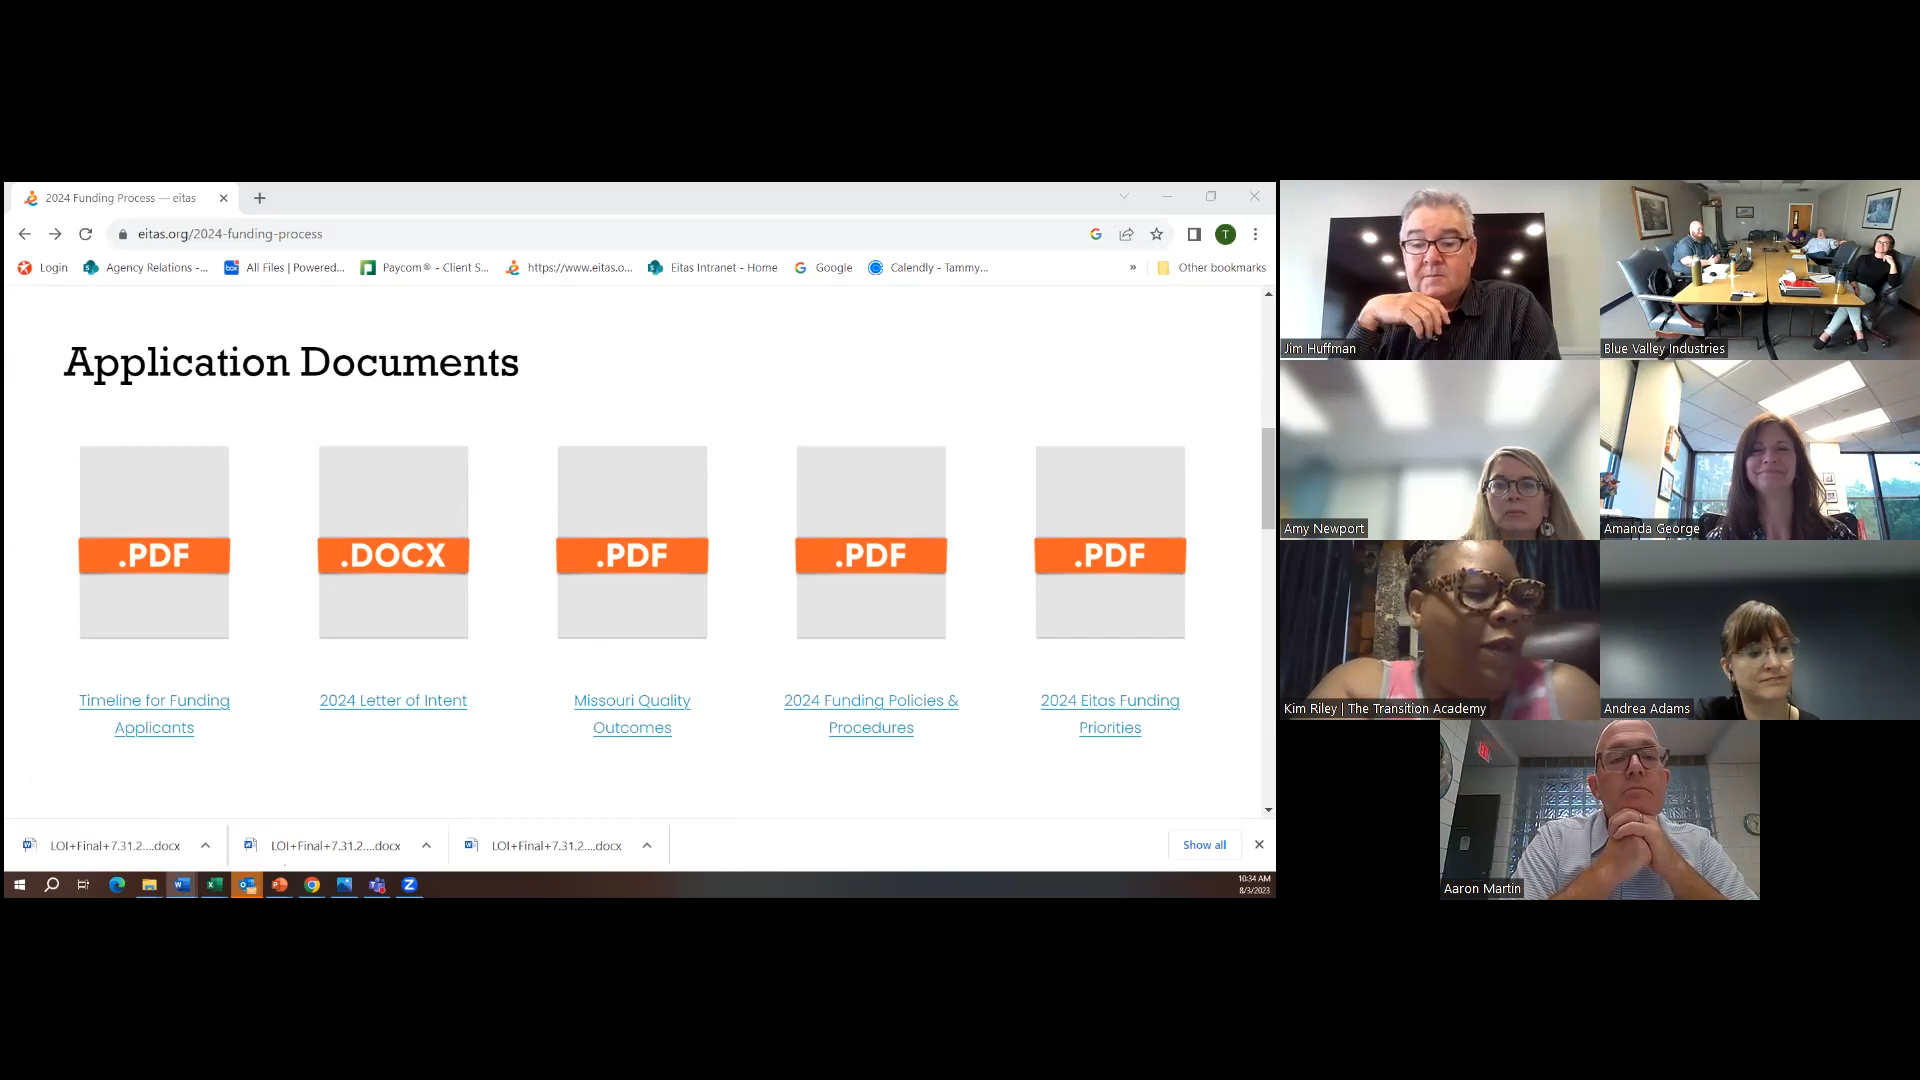 2024 Funding Process — eitas
eitas.org/2024-funding-process
T
Login
Agency Relations -...
box
All Files | Powered...
Paycom® - Client S...
https://www.eitas.o...
Eitas Intranet - Home
Google
Calendly - Tammy...
»
Other bookmarks
Application Documents
.PDF
.DOCX
.PDF
.PDF
.PDF
Timeline for Funding
Applicants
2024 Letter of Intent
Missouri Quality
Outcomes
2024 Funding Policies &
Procedures
2024 Eitas Funding
Priorities
LOI+Final+7.31.2....docx
LOI+Final+7.31.2....docx
LOI+Final+7.31.2....docx
Show all
10:34 AM
8/3/2023
Jim Huffman
Blue Valley Industries
Amy Newport
Amanda George
Kim Riley | The Transition Academy
Andrea Adams
Aaron Martin